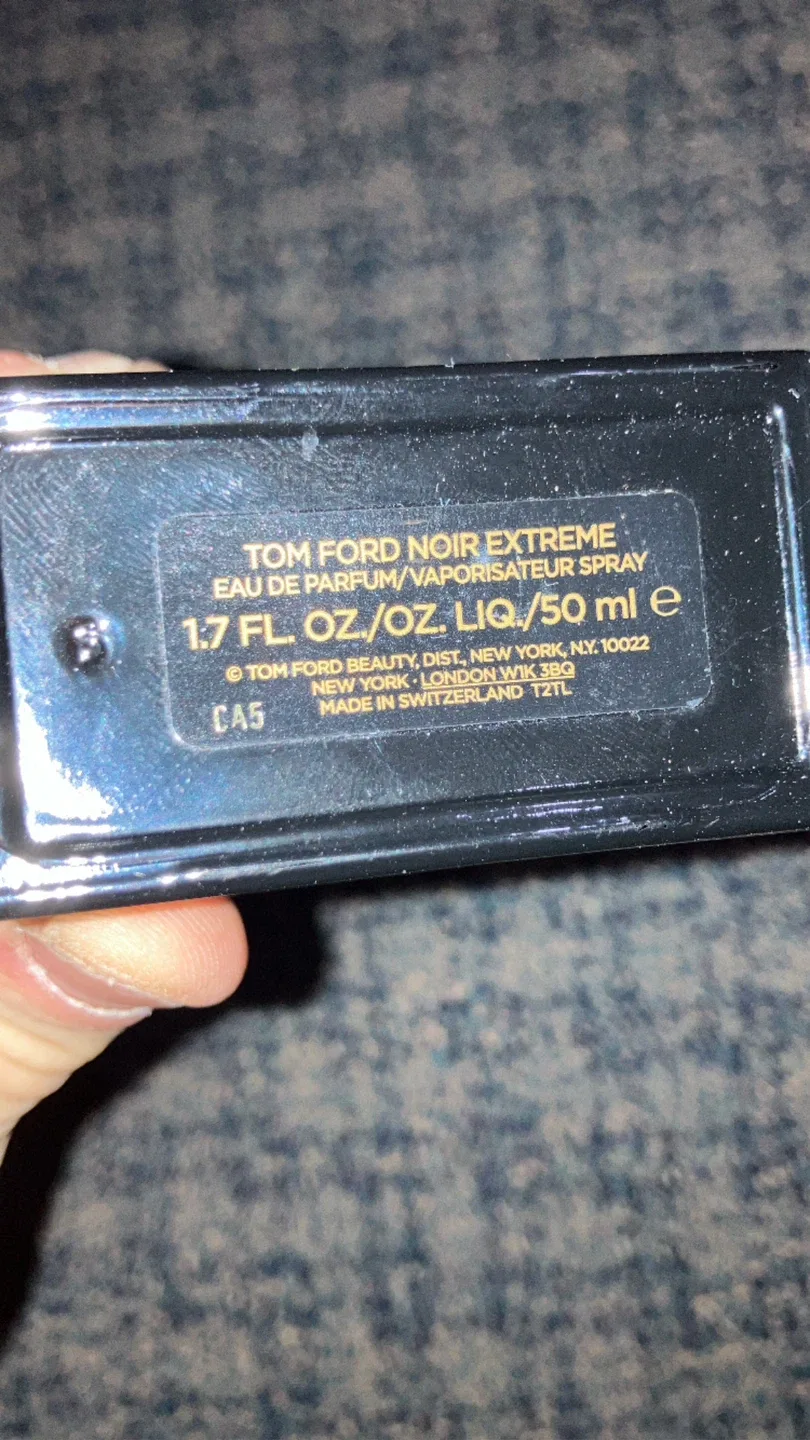 TOM FORD NOIR EXTREME
EAU DE PARFUM/VAPORISATEUR SPRAY
1.7 FL. OZ./OZ. LIQ./50 ml ℮
© TOM FORD BEAUTY, DIST., NEW YORK, N.Y. 10022
NEW YORK · LONDON W1K 3BQ
MADE IN SWITZERLAND T2TL
CA5